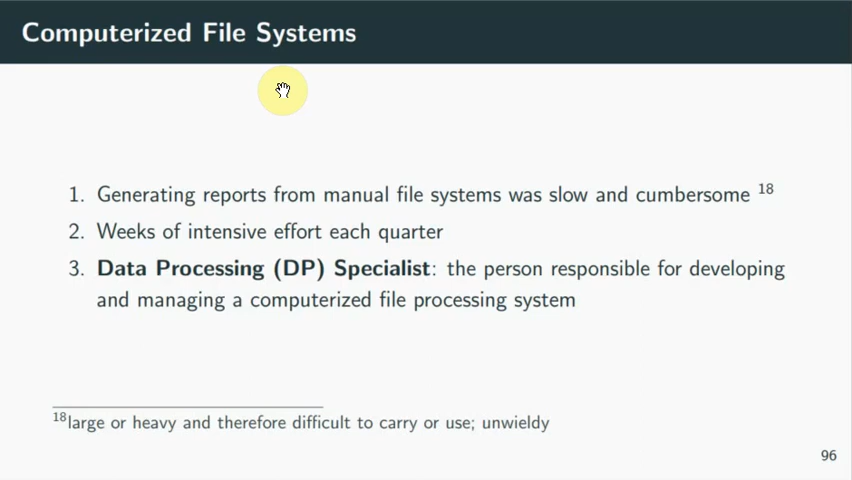 Computerized File Systems
1. Generating reports from manual file systems was slow and cumbersome 18
2. Weeks of intensive effort each quarter
3. Data Processing (DP) Specialist: the person responsible for developing
and managing a computerized file processing system
18large or heavy and therefore difficult to carry or use; unwieldy
96